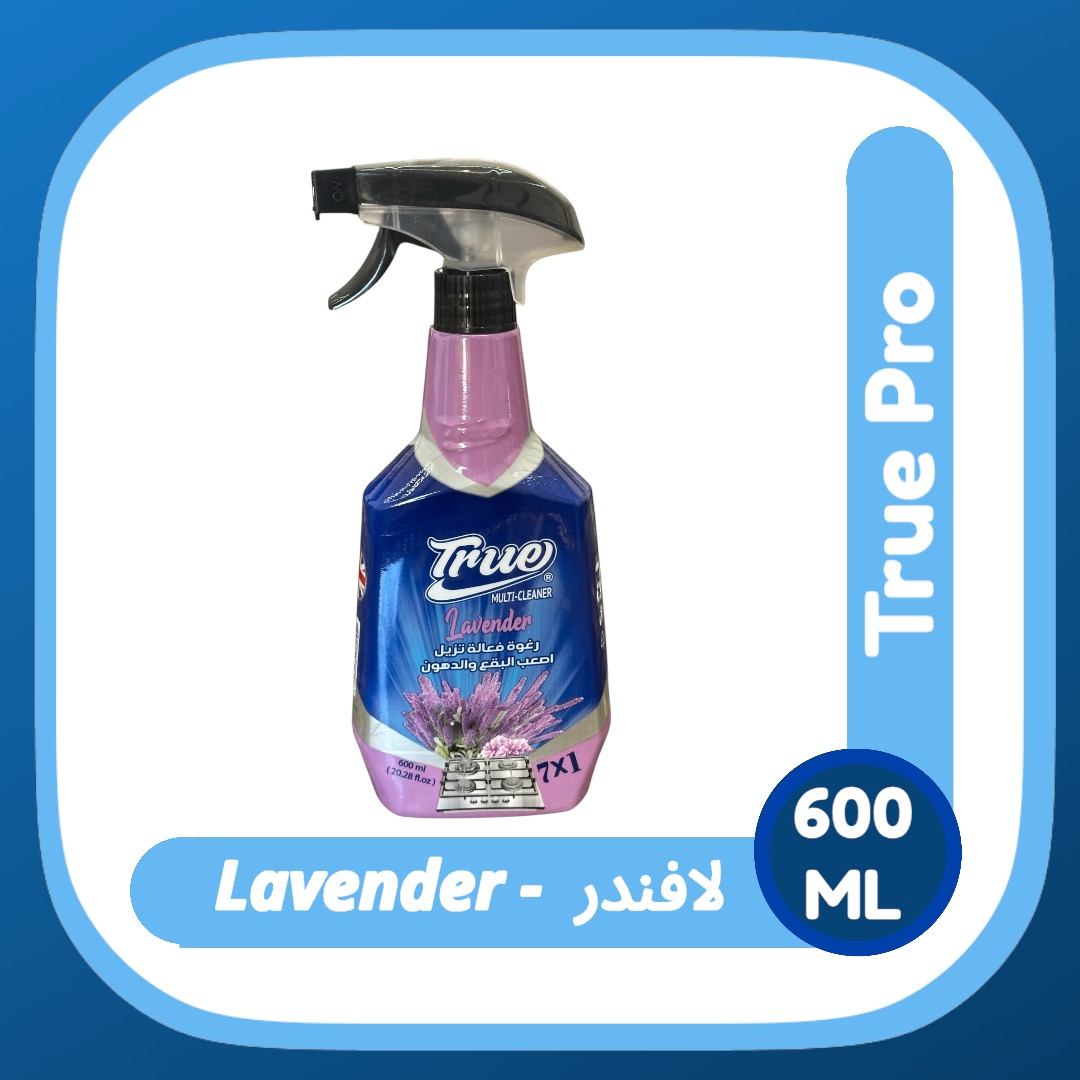 True
®
MULTI-CLEANER
Lavender
رغوة فعالة تزيل
اصعب البقع والدهون
600 ml
(20.28 fl.oz)
7x1
True Pro
Lavender - لافندر
600
ML